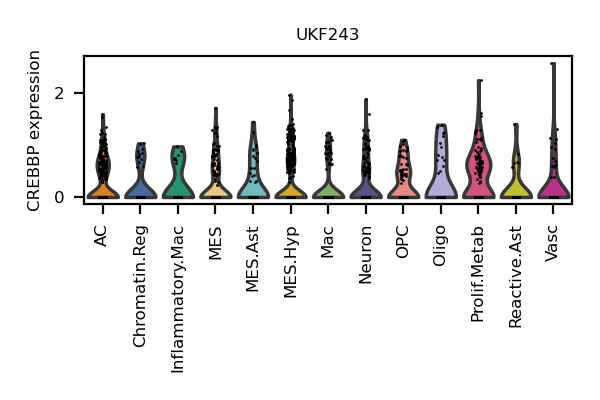 UKF243
CREBBP expression
2
0
AC
Chromatin.Reg
Inflammatory.Mac
MES
MES.Ast
MES.Hyp
Mac
Neuron
OPC
Oligo
Prolif.Metab
Reactive.Ast
Vasc